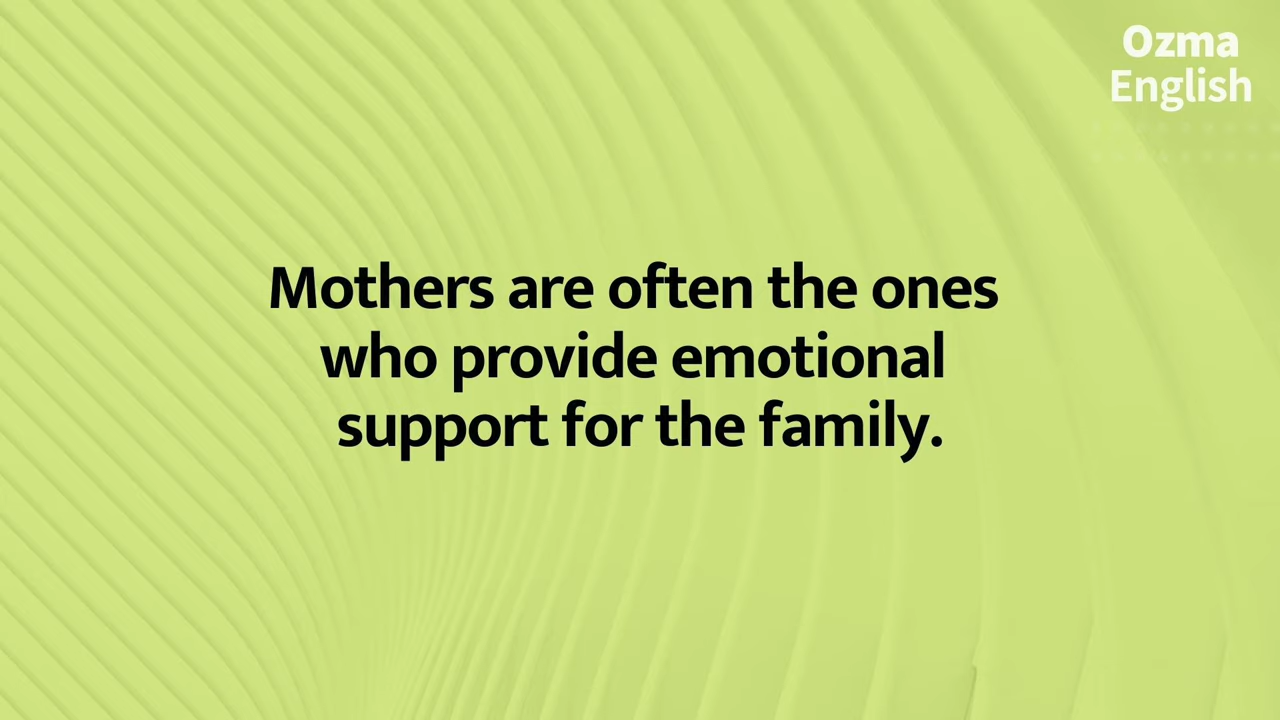 Ozma
English
Mothers are often the ones
who provide emotional
support for the family.